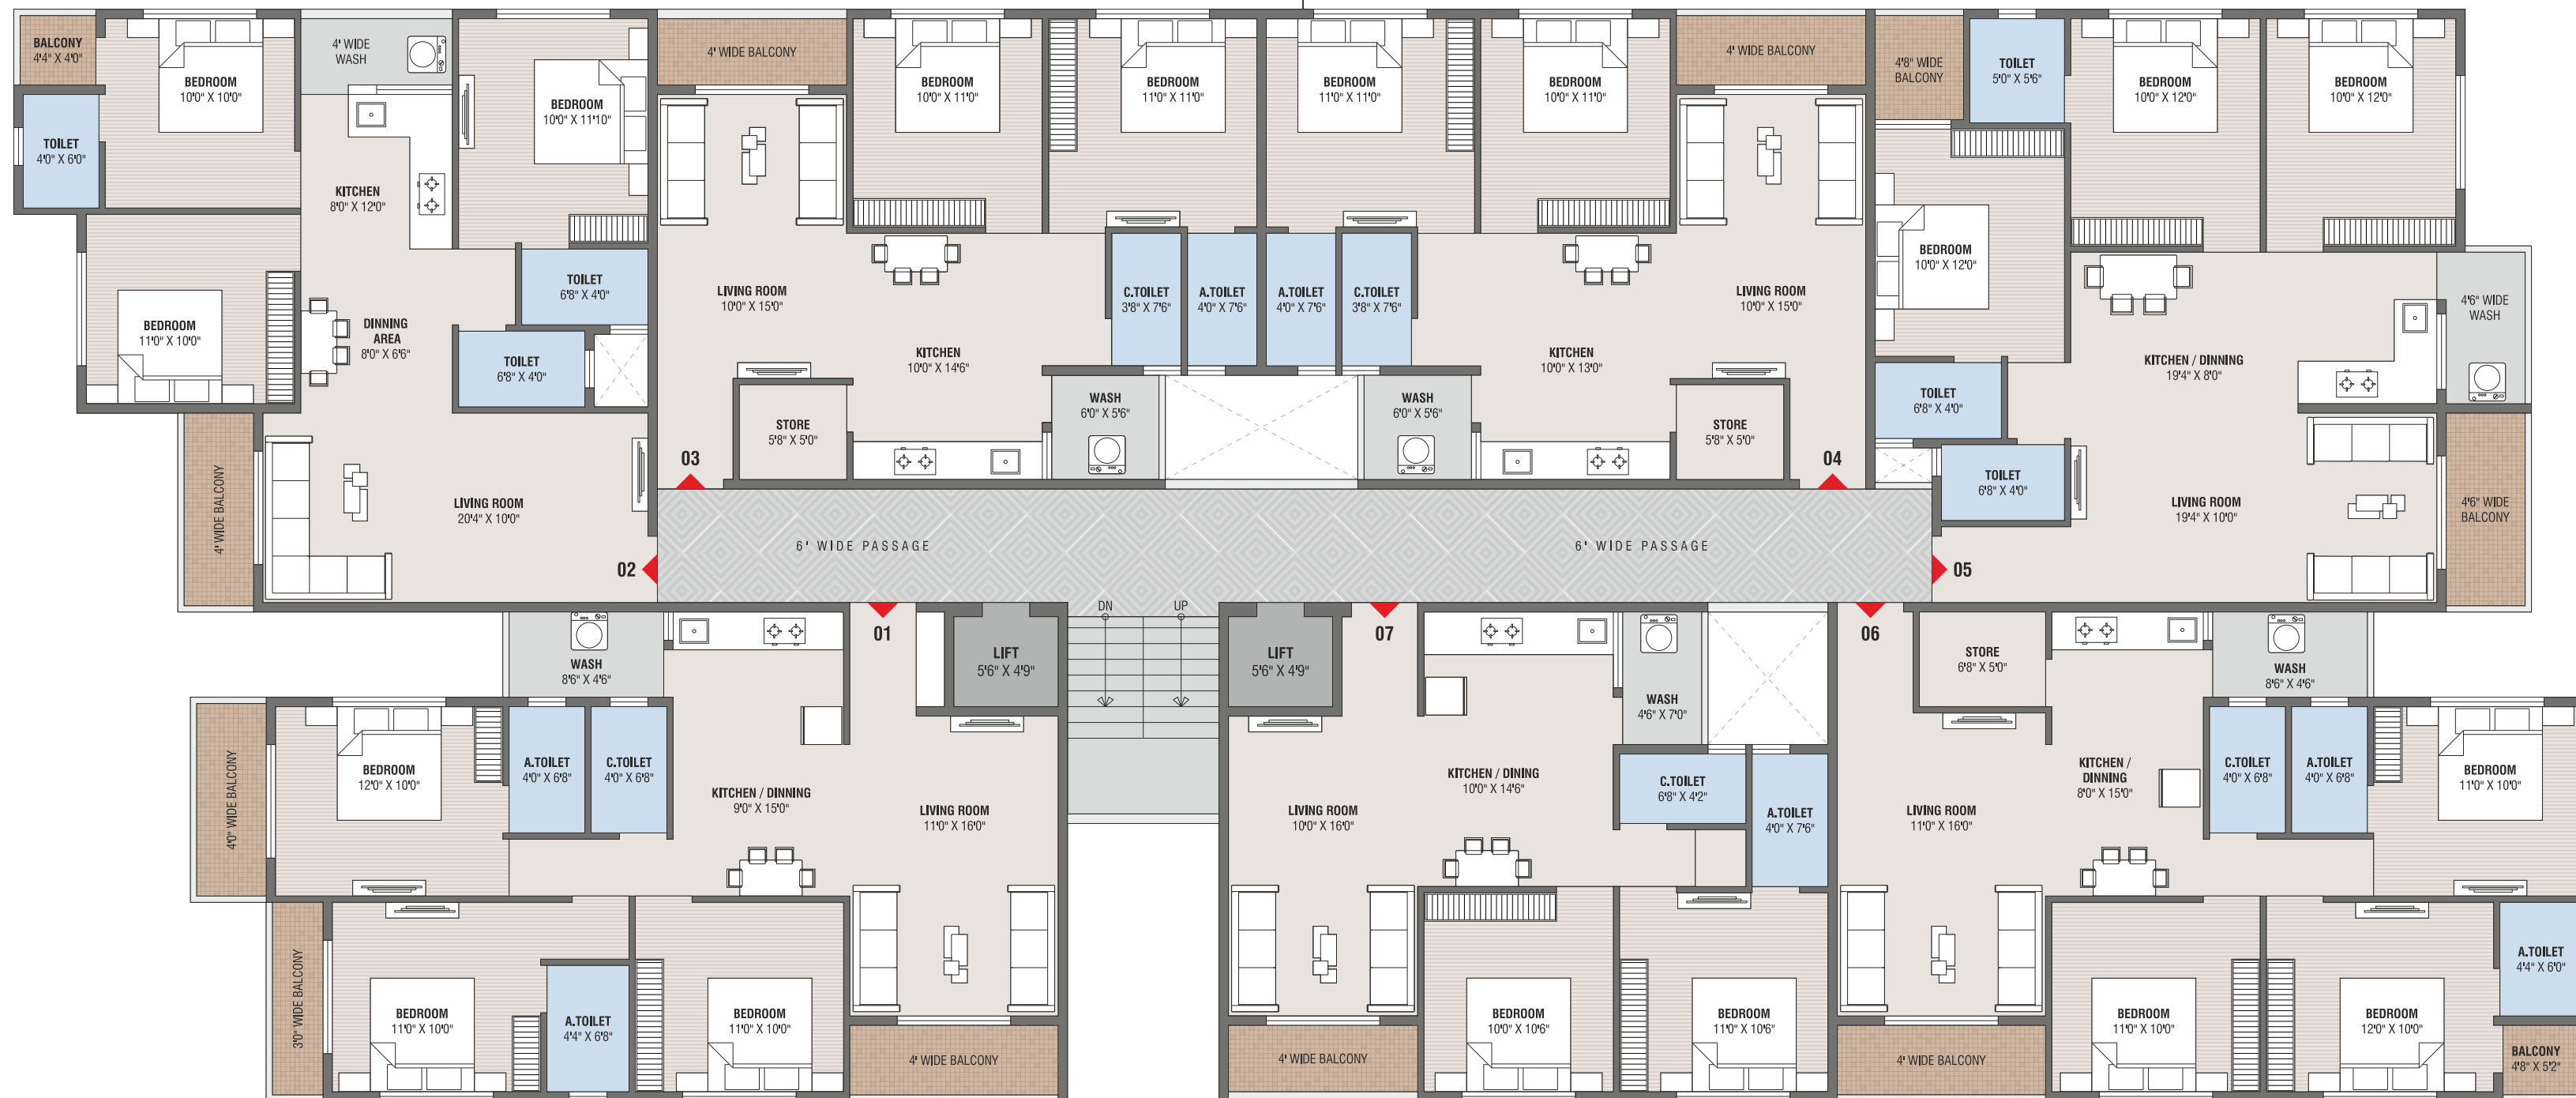 BALCONY
4'4" X 4'0"
TOILET
4'0" X 6'0"
BEDROOM
10'0" X 10'0"
4' WIDE
WASH
KITCHEN
8'0" X 12'0"
BEDROOM
10'0" X 11'10"
BEDROOM
11'0" X 10'0"
DINNING
AREA
8'0" X 6'6"
TOILET
6'8" X 4'0"
TOILET
6'8" X 4'0"
4' WIDE BALCONY
LIVING ROOM
20'4" X 10'0"
02
4' WIDE BALCONY
BEDROOM
10'0" X 11'0"
BEDROOM
11'0" X 11'0"
LIVING ROOM
10'0" X 15'0"
KITCHEN
10'0" X 14'6"
C.TOILET
3'8" X 7'6"
A.TOILET
4'0" X 7'6"
STORE
5'8" X 5'0"
WASH
6'0" X 5'6"
03
BEDROOM
11'0" X 11'0"
BEDROOM
10'0" X 11'0"
4' WIDE BALCONY
A.TOILET
4'0" X 7'6"
C.TOILET
3'8" X 7'6"
LIVING ROOM
10'0" X 15'0"
KITCHEN
10'0" X 13'0"
WASH
6'0" X 5'6"
STORE
5'8" X 5'0"
04
4'8" WIDE
BALCONY
TOILET
5'0" X 5'6"
BEDROOM
10'0" X 12'0"
BEDROOM
10'0" X 12'0"
BEDROOM
10'0" X 12'0"
4'6" WIDE
WASH
KITCHEN / DINNING
19'4" X 8'0"
TOILET
6'8" X 4'0"
TOILET
6'8" X 4'0"
LIVING ROOM
19'4" X 10'0"
4'6" WIDE
BALCONY
05
6' WIDE PASSAGE
6' WIDE PASSAGE
DN
UP
01
LIFT
5'6" X 4'9"
WASH
8'6" X 4'6"
4'0" WIDE BALCONY
BEDROOM
12'0" X 10'0"
A.TOILET
4'0" X 6'8"
C.TOILET
4'0" X 6'8"
KITCHEN / DINNING
9'0" X 15'0"
LIVING ROOM
11'0" X 16'0"
3'0" WIDE BALCONY
BEDROOM
11'0" X 10'0"
A.TOILET
4'4" X 6'8"
BEDROOM
11'0" X 10'0"
4' WIDE BALCONY
LIFT
5'6" X 4'9"
07
WASH
4'6" X 7'0"
KITCHEN / DINING
10'0" X 14'6"
C.TOILET
6'8" X 4'2"
A.TOILET
4'0" X 7'6"
LIVING ROOM
10'0" X 16'0"
BEDROOM
10'0" X 10'6"
BEDROOM
11'0" X 10'6"
4' WIDE BALCONY
06
STORE
6'8" X 5'0"
WASH
8'6" X 4'6"
KITCHEN /
DINNING
8'0" X 15'0"
C.TOILET
4'0" X 6'8"
A.TOILET
4'0" X 6'8"
BEDROOM
11'0" X 10'0"
LIVING ROOM
11'0" X 16'0"
BEDROOM
11'0" X 10'0"
BEDROOM
12'0" X 10'0"
A.TOILET
4'4" X 6'0"
BALCONY
4'8" X 5'2"
4' WIDE BALCONY